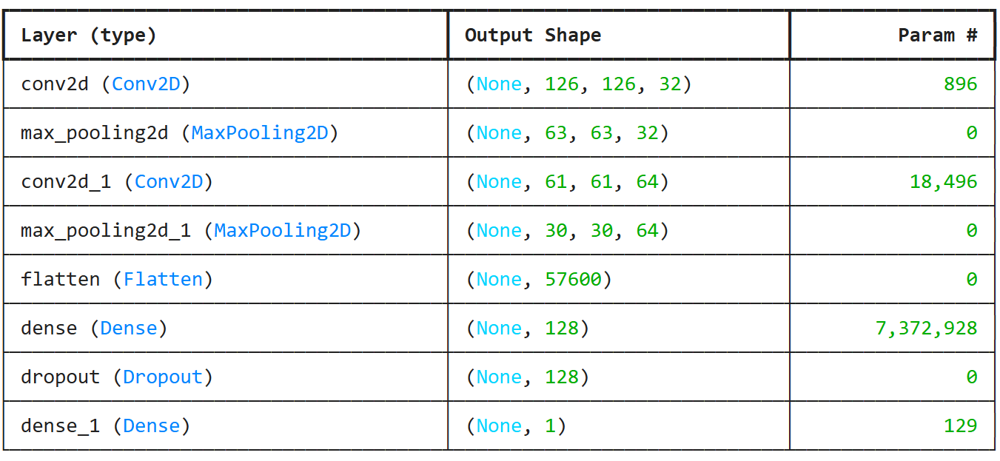 Layer (type) Output Shape Param #
conv2d (Conv2D) (None, 126, 126, 32) 896
max_pooling2d (MaxPooling2D) (None, 63, 63, 32) 0
conv2d_1 (Conv2D) (None, 61, 61, 64) 18,496
max_pooling2d_1 (MaxPooling2D) (None, 30, 30, 64) 0
flatten (Flatten) (None, 57600) 0
dense (Dense) (None, 128) 7,372,928
dropout (Dropout) (None, 128) 0
dense_1 (Dense) (None, 1) 129